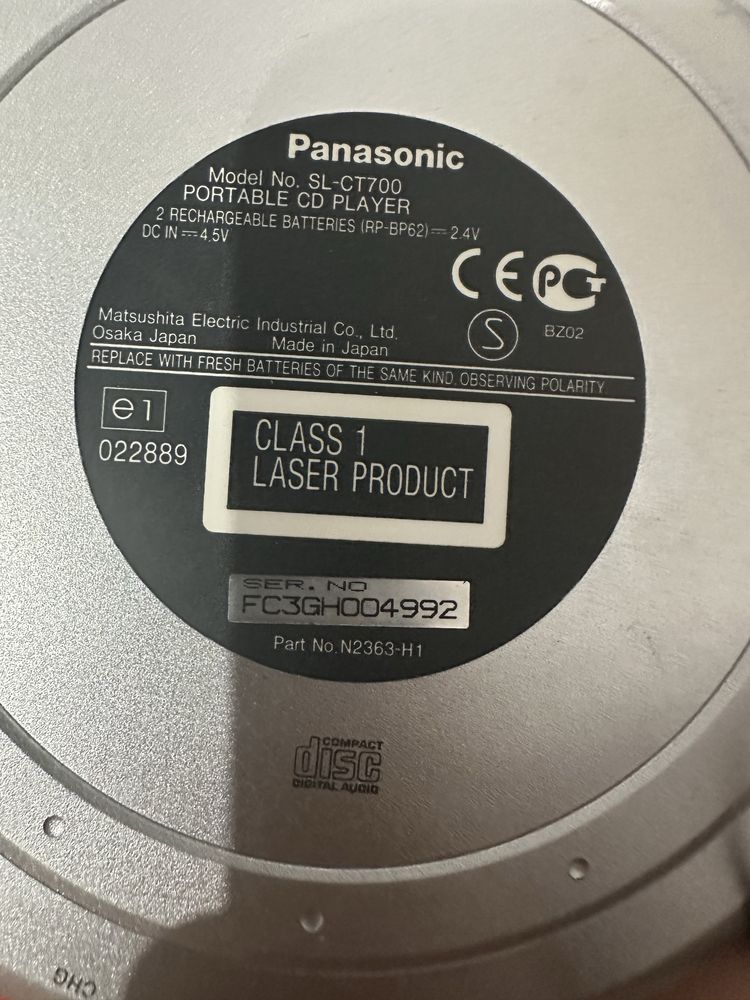 Panasonic
Model No. SL-CT700
PORTABLE CD PLAYER
2 RECHARGEABLE BATTERIES (RP-BP62) ⎓ 2.4V
DC IN ⎓ 4.5V
CE PCT
Matsushita Electric Industrial Co., Ltd.
Osaka Japan Made in Japan
S BZ02
REPLACE WITH FRESH BATTERIES OF THE SAME KIND. OBSERVING POLARITY.
e1
022889
CLASS 1
LASER PRODUCT
SER. NO
FC3GH004992
Part No. N2363-H1
COMPACT
disc
DIGITAL AUDIO
CHG